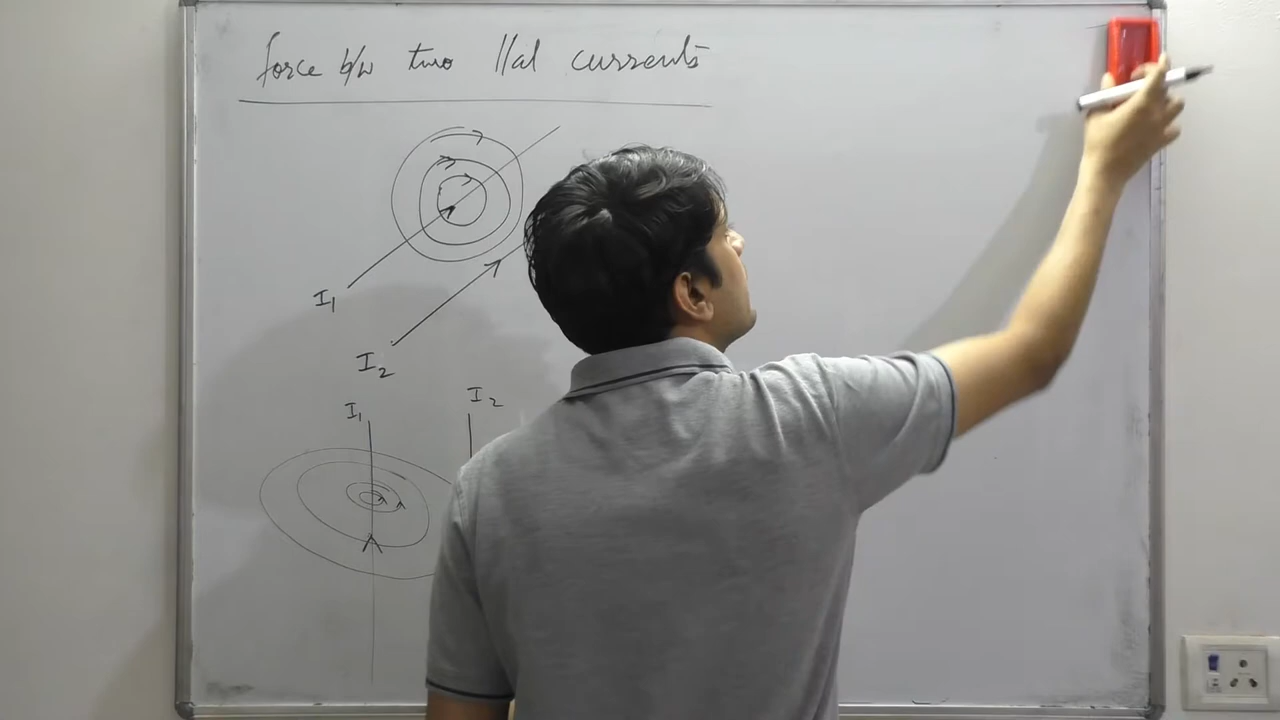 force b/w two ||al currents
I₁
I₂
I₁ I₂